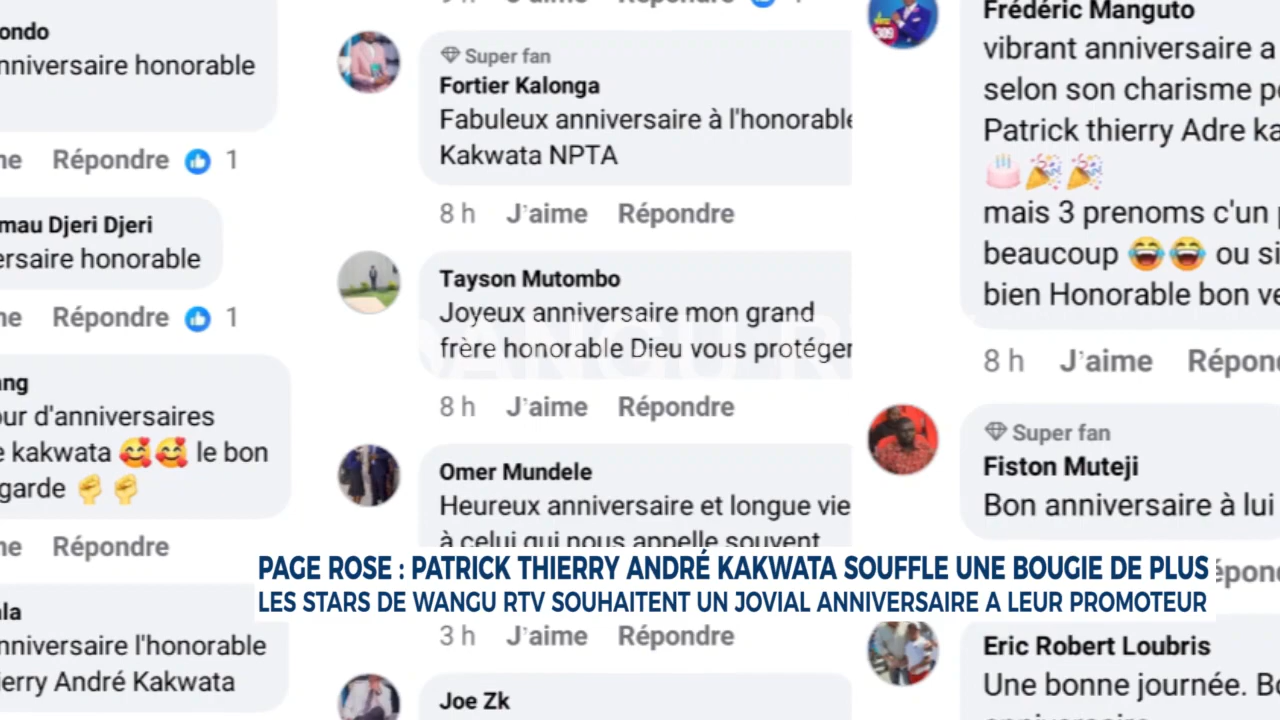 ondo
nniversaire honorable
Répondre 1
mau Djeri Djeri
ersaire honorable
Répondre 1
ang
our d'anniversaires
e kakwata 🥰🥰 le bon
garde ✊ ✊
Répondre
ala
nniversaire l'honorable
ierry André Kakwata
Super fan
Fortier Kalonga
Fabuleux anniversaire à l'honorable
Kakwata NPTA
8 h J'aime Répondre
Tayson Mutombo
Joyeux anniversaire mon grand
frère honorable Dieu vous protéger
8 h J'aime Répondre
Omer Mundele
Heureux anniversaire et longue vie
à celui qui nous appelle souvent
3 h J'aime Répondre
Joe Zk
Frédéric Manguto
vibrant anniversaire a
selon son charisme p
Patrick thierry Adre ka
🎂🎉🎉
mais 3 prenoms c'un
beaucoup 😂😂 ou si
bien Honorable bon ve
8 h J'aime Répon
Super fan
Fiston Muteji
Bon anniversaire à lui
épond
Eric Robert Loubris
Une bonne journée. Bo
PAGE ROSE : PATRICK THIERRY ANDRÉ KAKWATA SOUFFLE UNE BOUGIE DE PLUS
LES STARS DE WANGU RTV SOUHAITENT UN JOVIAL ANNIVERSAIRE A LEUR PROMOTEUR